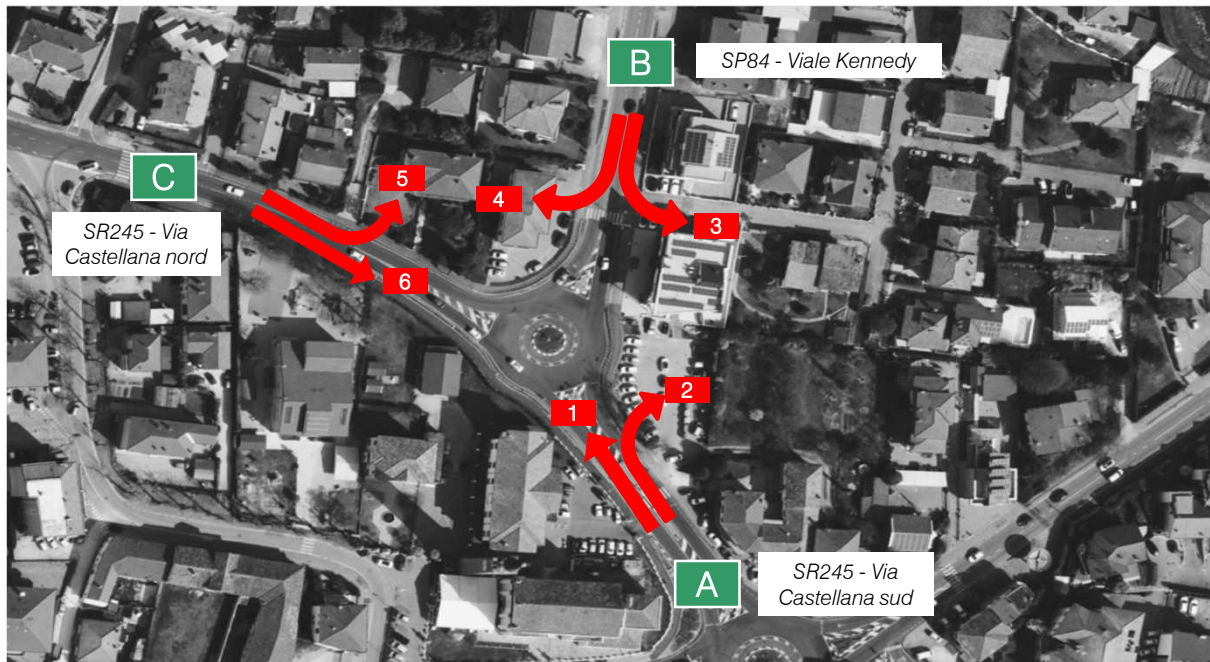 B
SP84 - Viale Kennedy
C
5
4
3
SR245 - Via
Castellana nord
6
2
1
A
SR245 - Via
Castellana sud